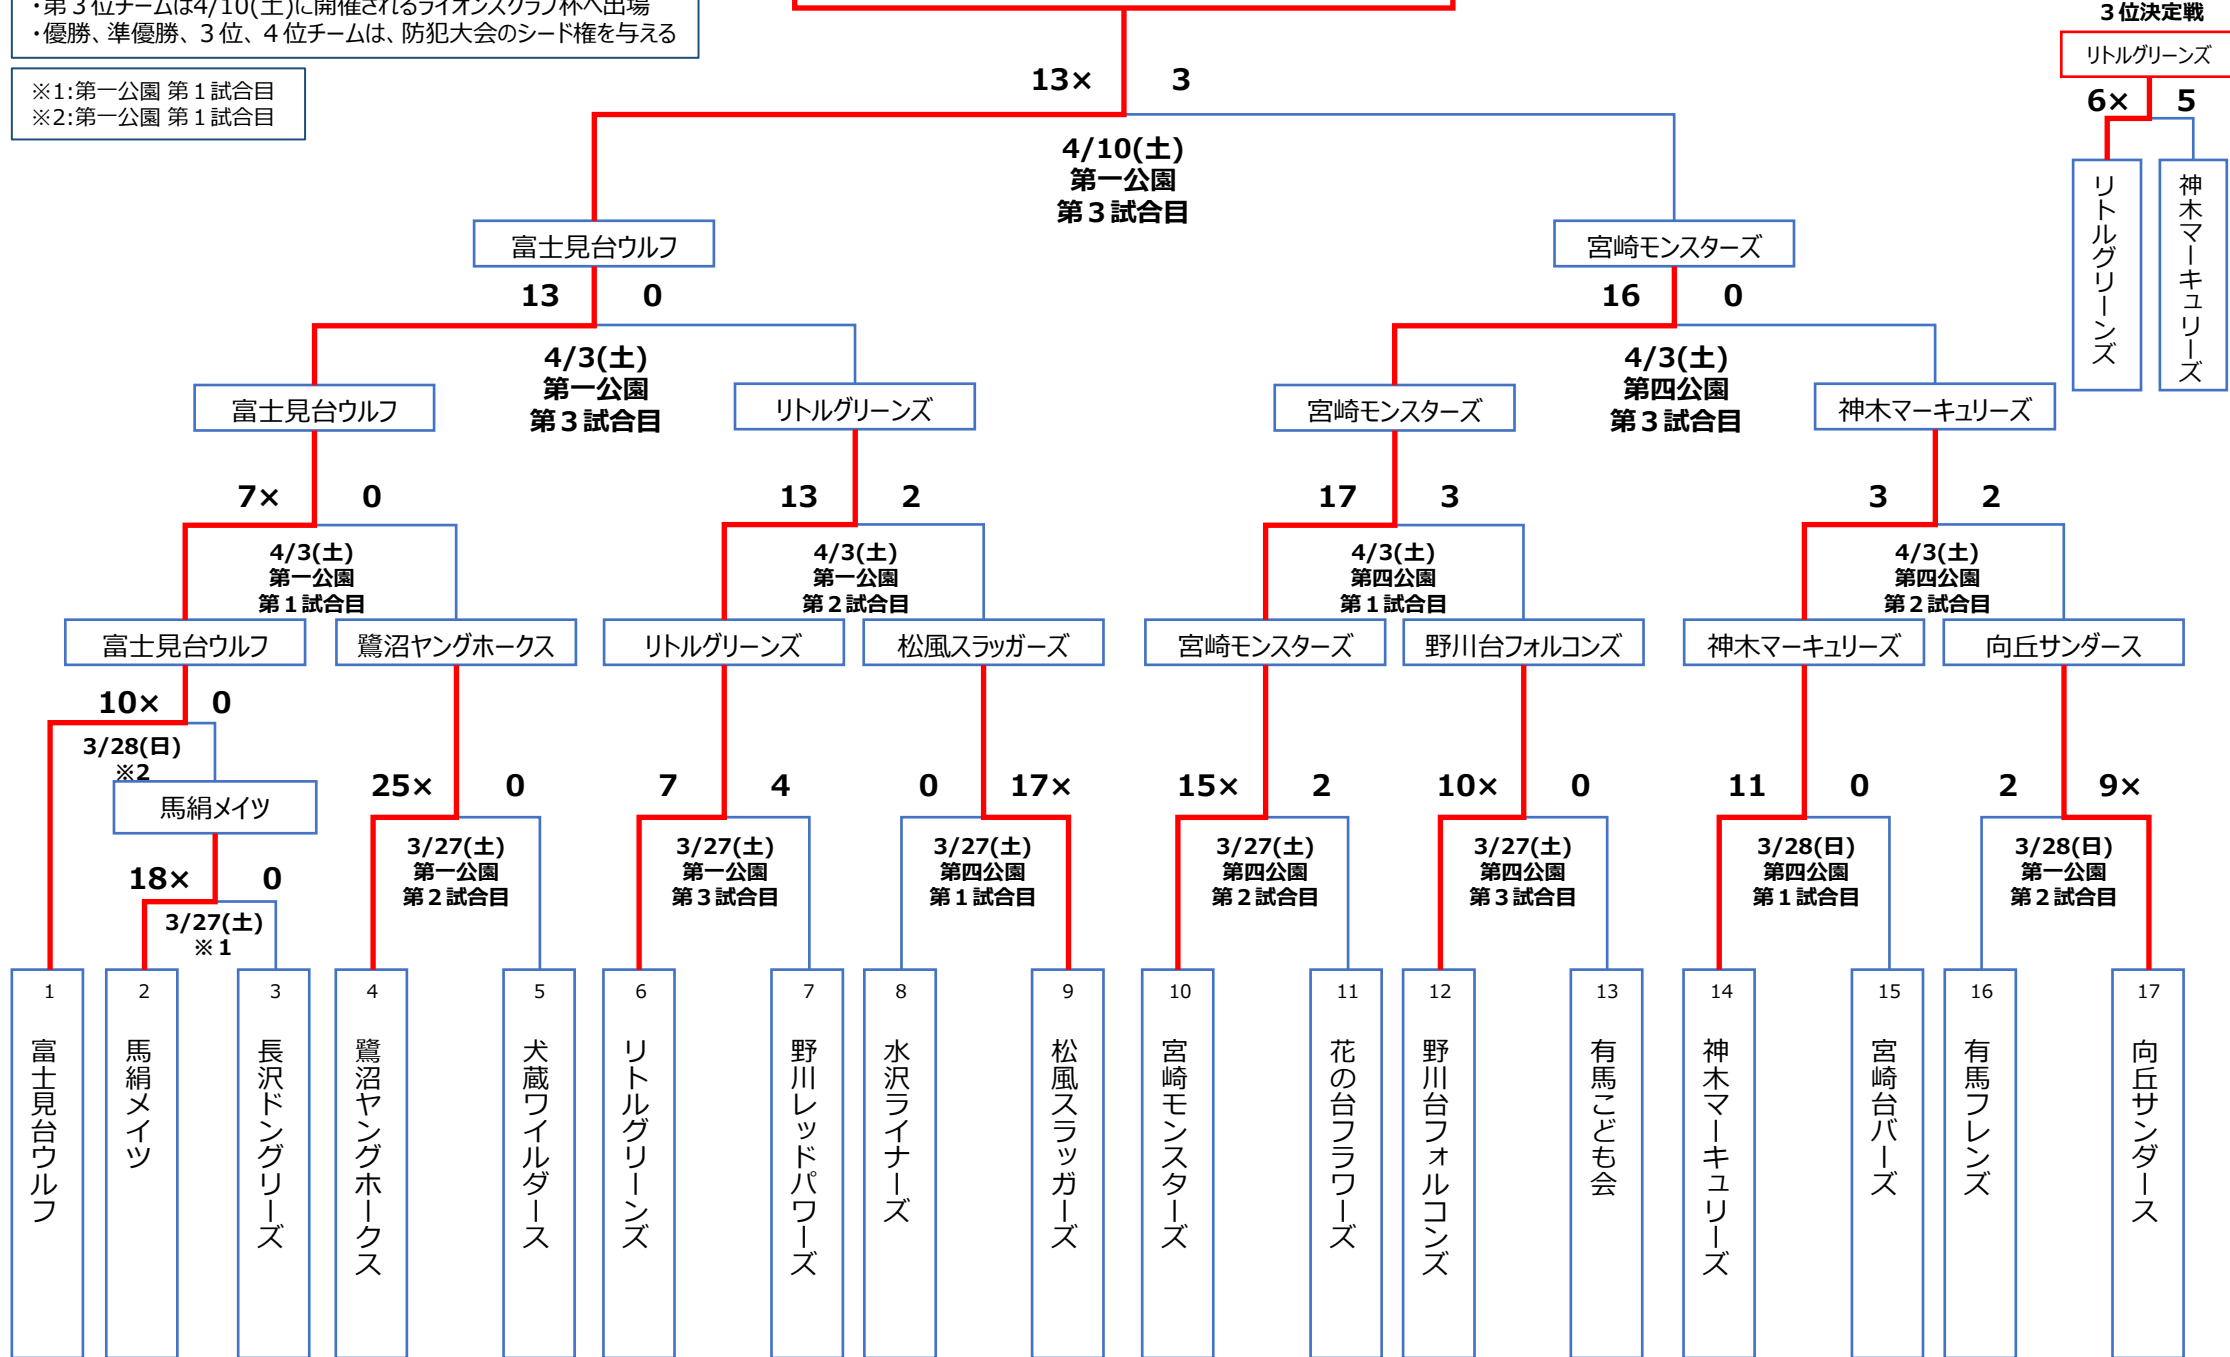 ・第３位チームは4/10(土)に開催されるライオンズクラブ杯へ出場
・優勝、準優勝、３位、４位チームは、防犯大会のシード権を与える
※1:第一公園 第１試合目
※2:第一公園 第１試合目
３位決定戦
リトルグリーンズ
6× 5
リトルグリーンズ
神木マーキュリーズ
13× 3
4/10(土)
第一公園
第３試合目
富士見台ウルフ
宮崎モンスターズ
13 0
16 0
4/3(土)
第一公園
第３試合目
4/3(土)
第四公園
第３試合目
富士見台ウルフ
リトルグリーンズ
宮崎モンスターズ
神木マーキュリーズ
7× 0
13 2
17 3
3 2
4/3(土)
第一公園
第１試合目
4/3(土)
第一公園
第２試合目
4/3(土)
第四公園
第１試合目
4/3(土)
第四公園
第２試合目
富士見台ウルフ
鷺沼ヤングホークス
リトルグリーンズ
松風スラッガーズ
宮崎モンスターズ
野川台フォルコンズ
神木マーキュリーズ
向丘サンダース
10× 0
3/28(日)
※2
馬絹メイツ
25× 0
7 4
0 17×
15× 2
10× 0
11 0
2 9×
18× 0
3/27(土)
※１
3/27(土)
第一公園
第２試合目
3/27(土)
第一公園
第３試合目
3/27(土)
第四公園
第１試合目
3/27(土)
第四公園
第２試合目
3/27(土)
第四公園
第３試合目
3/28(日)
第四公園
第１試合目
3/28(日)
第一公園
第２試合目
1
富士見台ウルフ
2
馬絹メイツ
3
長沢ドングリーズ
4
鷺沼ヤングホークス
5
犬蔵ワイルダース
6
リトルグリーンズ
7
野川レッドパワーズ
8
水沢ライナーズ
9
松風スラッガーズ
10
宮崎モンスターズ
11
花の台フラワーズ
12
野川台フォルコンズ
13
有馬こども会
14
神木マーキュリーズ
15
宮崎台バーズ
16
有馬フレンズ
17
向丘サンダース